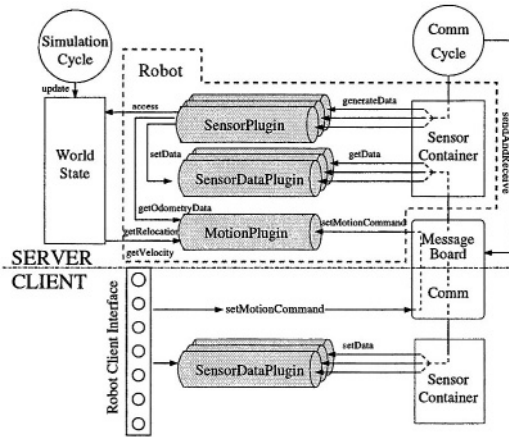 Simulation
Cycle
Comm
Cycle
Robot
update
access
generateData
SensorPlugin
sendAndReceive
World
State
setData
getData
Sensor
Container
SensorDataPlugin
getOdometryData
getRelocation
MotionPlugin
setMotionCommand
getVelocity
Message
Board
SERVER
CLIENT
Comm
Robot Client Interface
setMotionCommand
setData
SensorDataPlugin
Sensor
Container